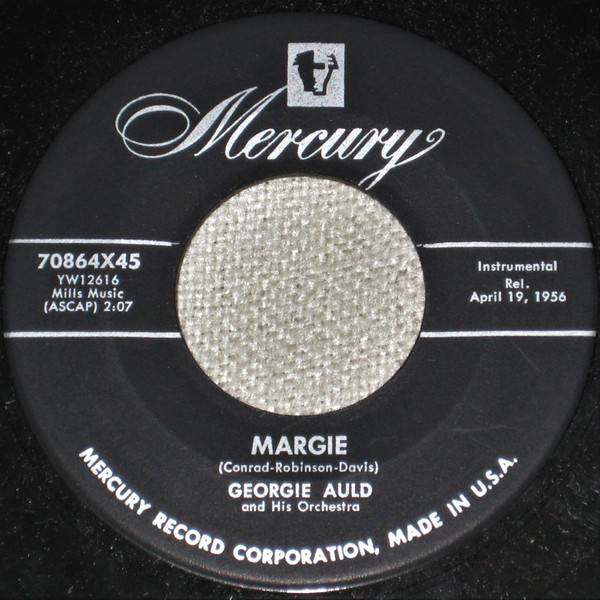 Mercury
70864X45
YW12616
Mills Music
(ASCAP) 2:07
Instrumental
Rel.
April 19, 1956
MARGIE
(Conrad-Robinson-Davis)
GEORGIE AULD
and His Orchestra
MERCURY RECORD CORPORATION, MADE IN U.S.A.